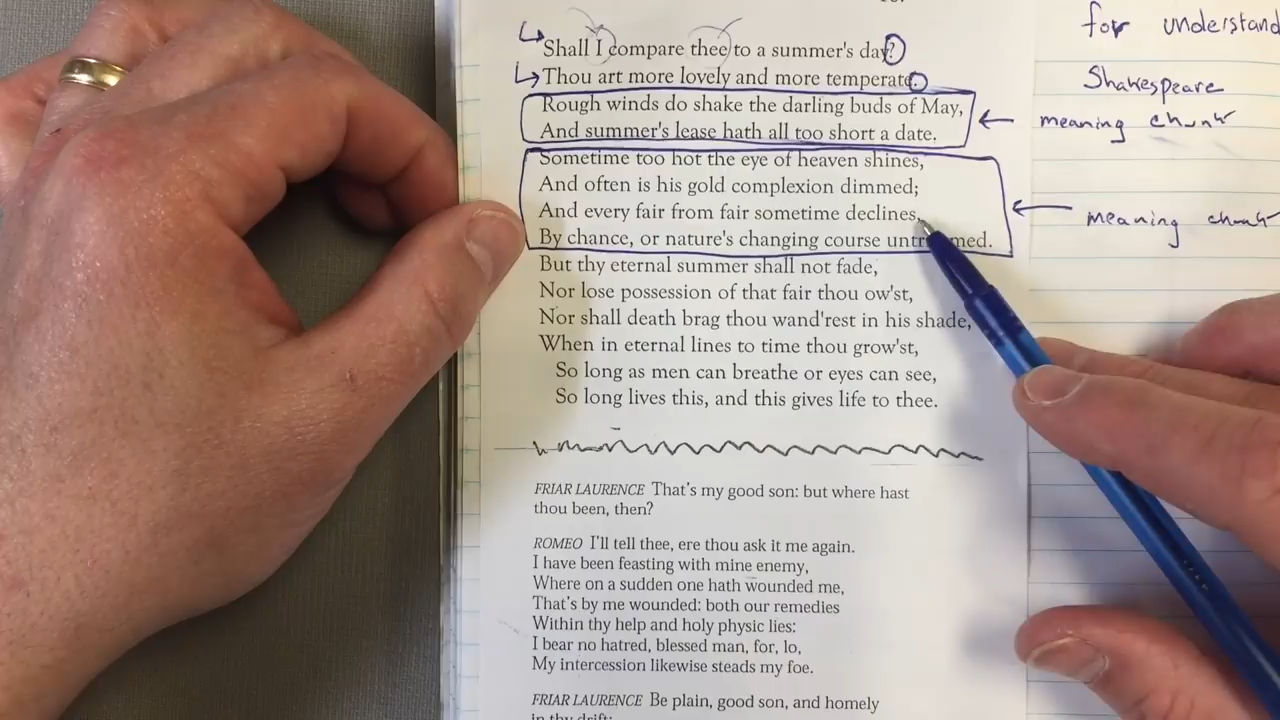 for understand
Shakespeare
meaning chunk
meaning chunk
Shall I compare thee to a summer's day?
Thou art more lovely and more temperate.
Rough winds do shake the darling buds of May,
And summer's lease hath all too short a date.
Sometime too hot the eye of heaven shines,
And often is his gold complexion dimmed;
And every fair from fair sometime declines,
By chance, or nature's changing course untrimmed.
But thy eternal summer shall not fade,
Nor lose possession of that fair thou ow'st,
Nor shall death brag thou wand'rest in his shade,
When in eternal lines to time thou grow'st,
So long as men can breathe or eyes can see,
So long lives this, and this gives life to thee.
FRIAR LAURENCE That's my good son: but where hast
thou been, then?
ROMEO I'll tell thee, ere thou ask it me again.
I have been feasting with mine enemy,
Where on a sudden one hath wounded me,
That's by me wounded: both our remedies
Within thy help and holy physic lies:
I bear no hatred, blessed man, for, lo,
My intercession likewise steads my foe.
FRIAR LAURENCE Be plain, good son, and homely
in thy drift;